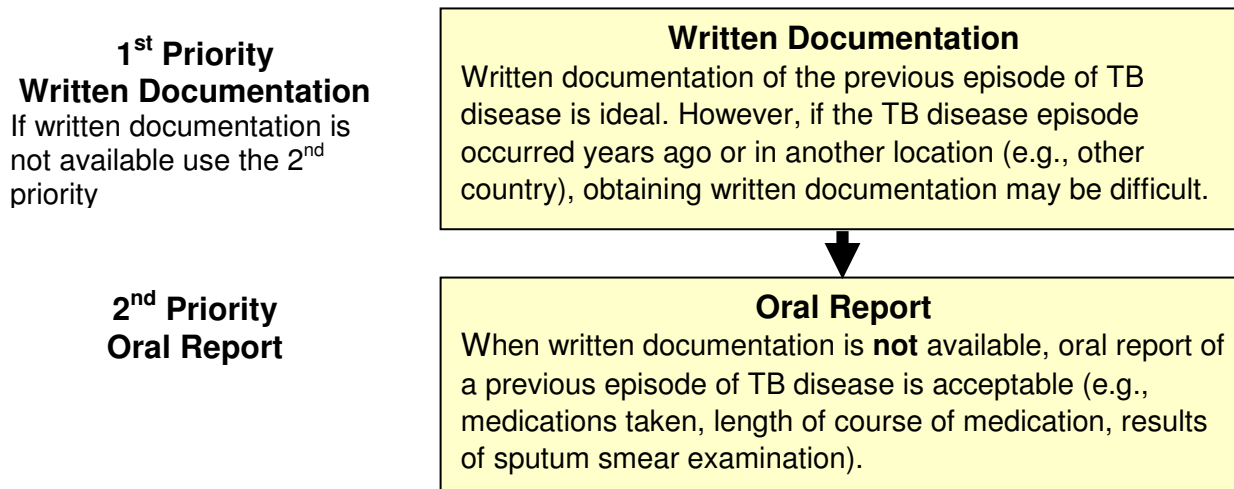 1st Priority
Written Documentation
If written documentation is
not available use the 2nd
priority
Written Documentation
Written documentation of the previous episode of TB
disease is ideal. However, if the TB disease episode
occurred years ago or in another location (e.g., other
country), obtaining written documentation may be difficult.
2nd Priority
Oral Report
Oral Report
When written documentation is not available, oral report of
a previous episode of TB disease is acceptable (e.g.,
medications taken, length of course of medication, results
of sputum smear examination).